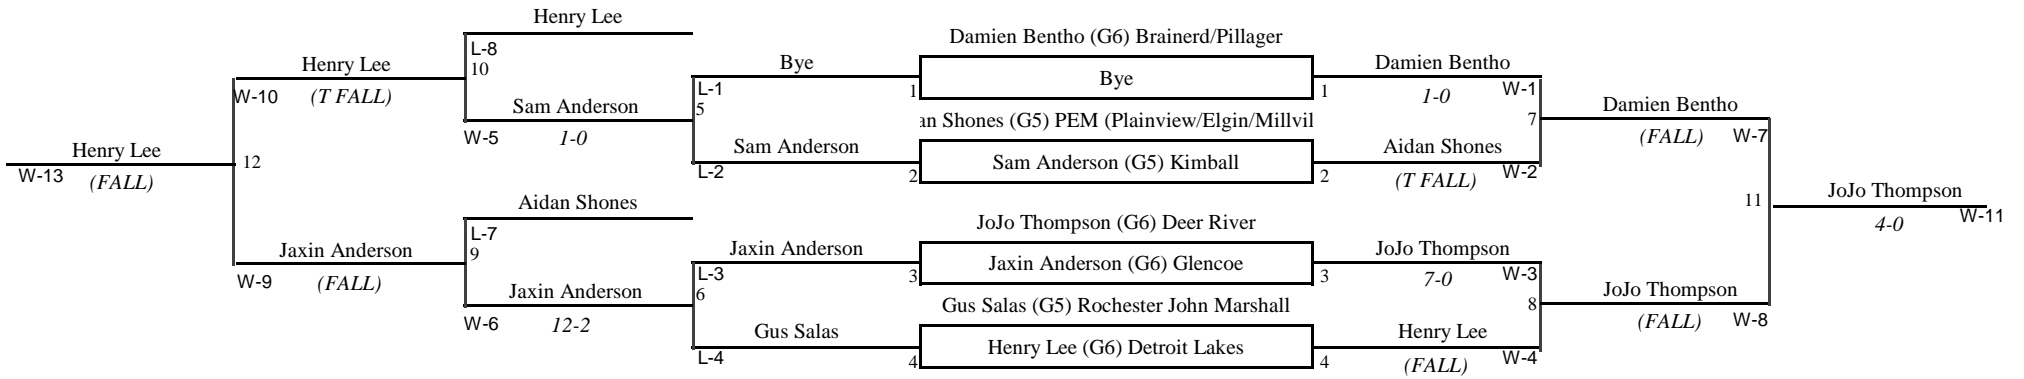 Henry Lee
L-8
10
Henry Lee
W-10
(T FALL)
Sam Anderson
W-5
1-0
Henry Lee
W-13
(FALL)
12
Aidan Shones
L-7
9
Jaxin Anderson
W-9
(FALL)
Jaxin Anderson
W-6
12-2
Bye
L-1
5
1
Sam Anderson
L-2
2
Jaxin Anderson
L-3
6
3
Gus Salas
L-4
4
Damien Bentho (G6) Brainerd/Pillager
Bye
an Shones (G5) PEM (Plainview/Elgin/Millvil
Sam Anderson (G5) Kimball
JoJo Thompson (G6) Deer River
Jaxin Anderson (G6) Glencoe
Gus Salas (G5) Rochester John Marshall
Henry Lee (G6) Detroit Lakes
Damien Bentho
1
1-0
W-1
7
Aidan Shones
2
(T FALL)
W-2
JoJo Thompson
3
7-0
W-3
8
Henry Lee
4
(FALL)
W-4
Damien Bentho
(FALL)
W-7
11
JoJo Thompson
(FALL)
W-8
JoJo Thompson
4-0
W-11